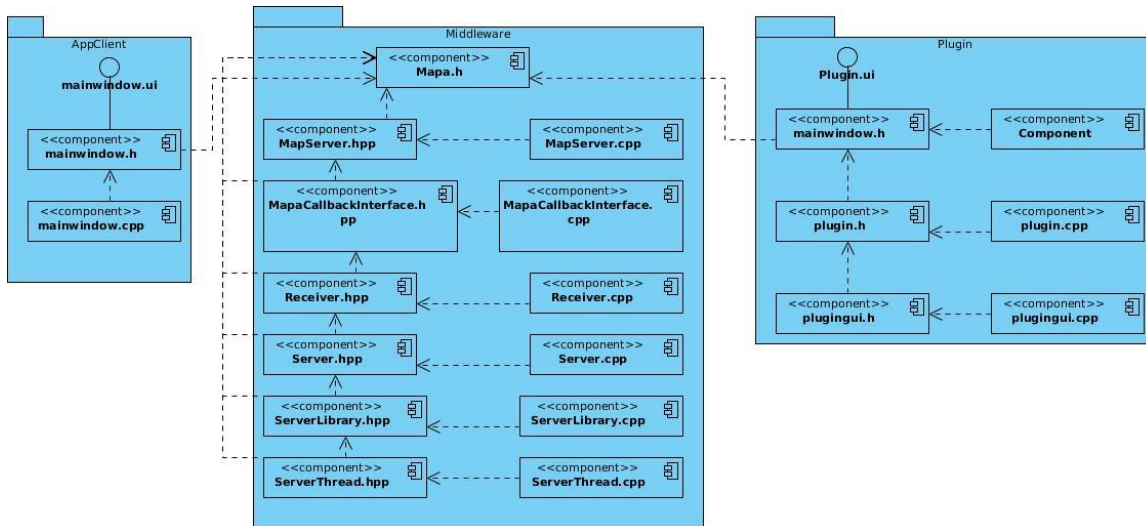 AppClient
mainwindow.ui
<<component>>
mainwindow.h
<<component>>
mainwindow.cpp
Middleware
<<component>>
Mapa.h
<<component>>
MapServer.hpp
<<component>>
MapServer.cpp
<<component>>
MapaCallbackInterface.h
pp
<<component>>
MapaCallbackInterface.
cpp
<<component>>
Receiver.hpp
<<component>>
Receiver.cpp
<<component>>
Server.hpp
<<component>>
Server.cpp
<<component>>
ServerLibrary.hpp
<<component>>
ServerLibrary.cpp
<<component>>
ServerThread.hpp
<<component>>
ServerThread.cpp
Plugin
Plugin.ui
<<component>>
mainwindow.h
<<component>>
Component
<<component>>
plugin.h
<<component>>
plugin.cpp
<<component>>
plugingui.h
<<component>>
plugingui.cpp